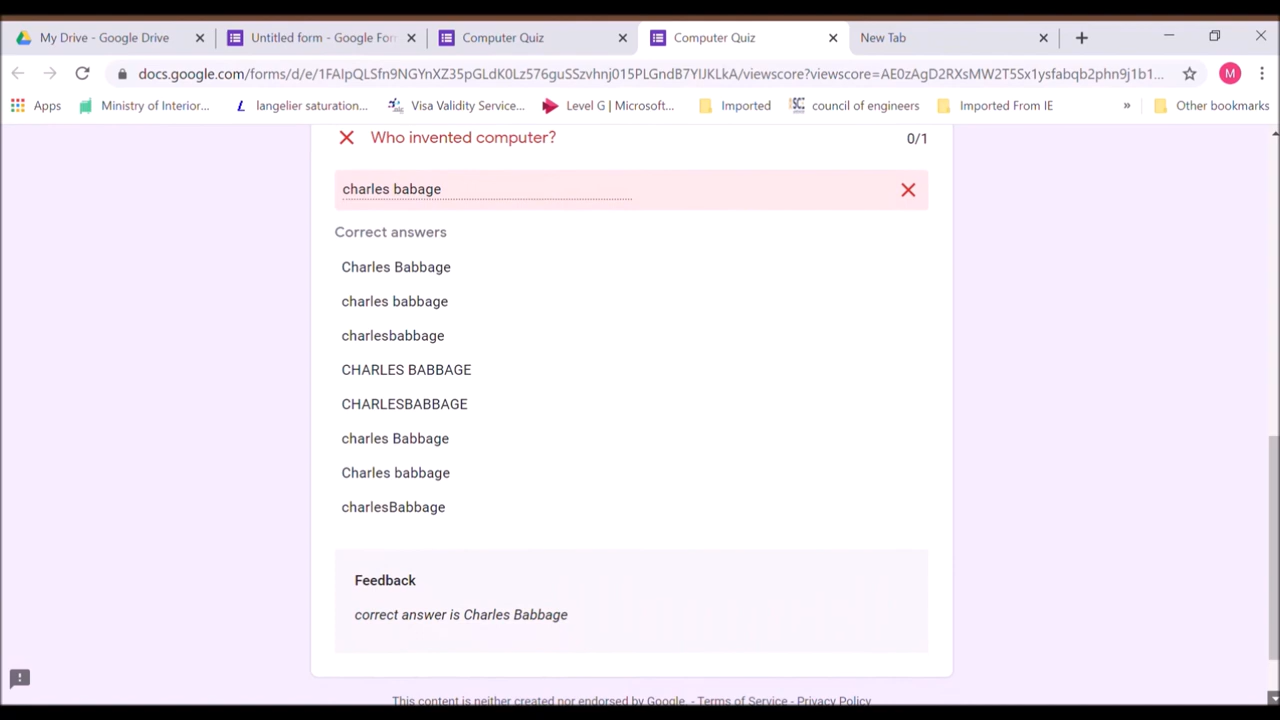 My Drive - Google Drive
Untitled form - Google For
Computer Quiz
Computer Quiz
New Tab
docs.google.com/forms/d/e/1FAIpQLSfn9NGYnXZ35pGLdK0Lz576guSSzvhnj015PLGndB7YIJKLkA/viewscore?viewscore=AE0zAgD2RXsMW2T5Sx1ysfabqb2phn9j1b1...
M
Apps
Ministry of Interior...
langelier saturation...
Visa Validity Service...
Level G | Microsoft...
Imported
council of engineers
Imported From IE
»
Other bookmarks
Who invented computer?
0/1
charles babage
Correct answers
Charles Babbage
charles babbage
charlesbabbage
CHARLES BABBAGE
CHARLESBABBAGE
charles Babbage
Charles babbage
charlesBabbage
Feedback
correct answer is Charles Babbage
This content is neither created nor endorsed by Google. - Terms of Service - Privacy Policy